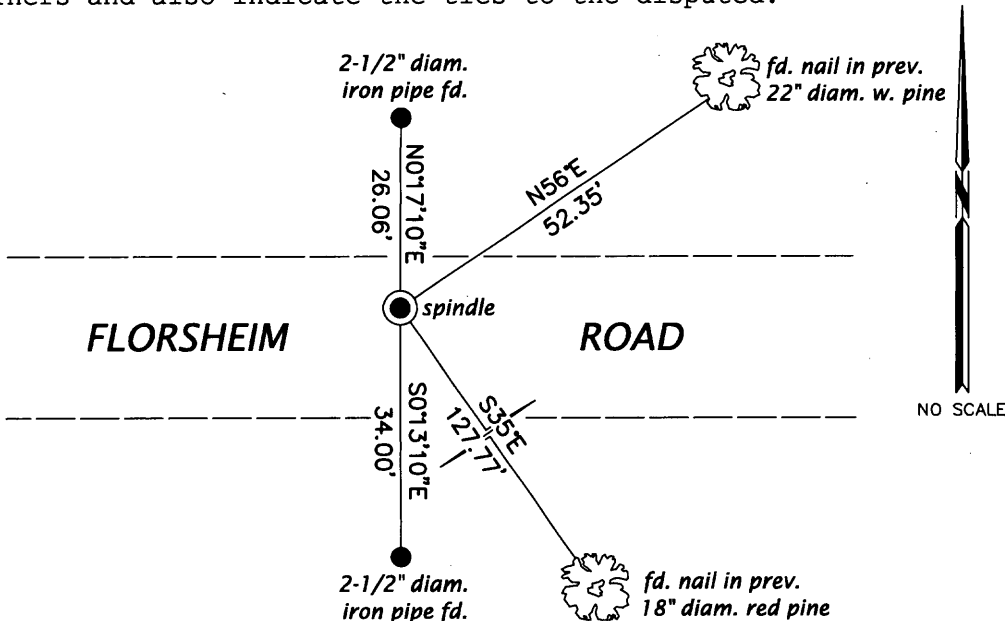 ners and also indicate the ties to the disputed.
2-1/2" diam.
iron pipe fd.
fd. nail in prev.
22" diam. w. pine
N0°17'10"E
26.06'
N56°E
52.35'
N
spindle
FLORSHEIM ROAD
NO SCALE
S0°13'10"E
34.00'
S35°E
127.77'
2-1/2" diam.
iron pipe fd.
fd. nail in prev.
18" diam. red pine